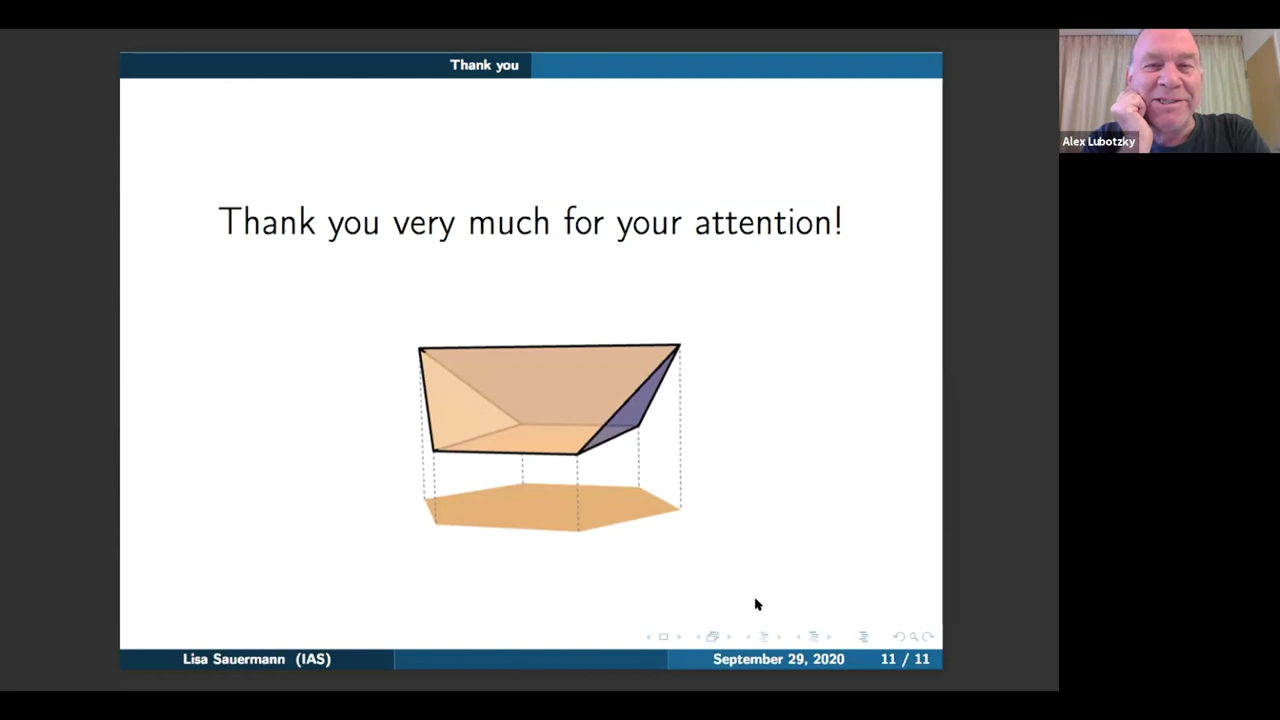 Thank you
Alex Lubotzky
Thank you very much for your attention!
Lisa Sauermann (IAS)
September 29, 2020 11 / 11